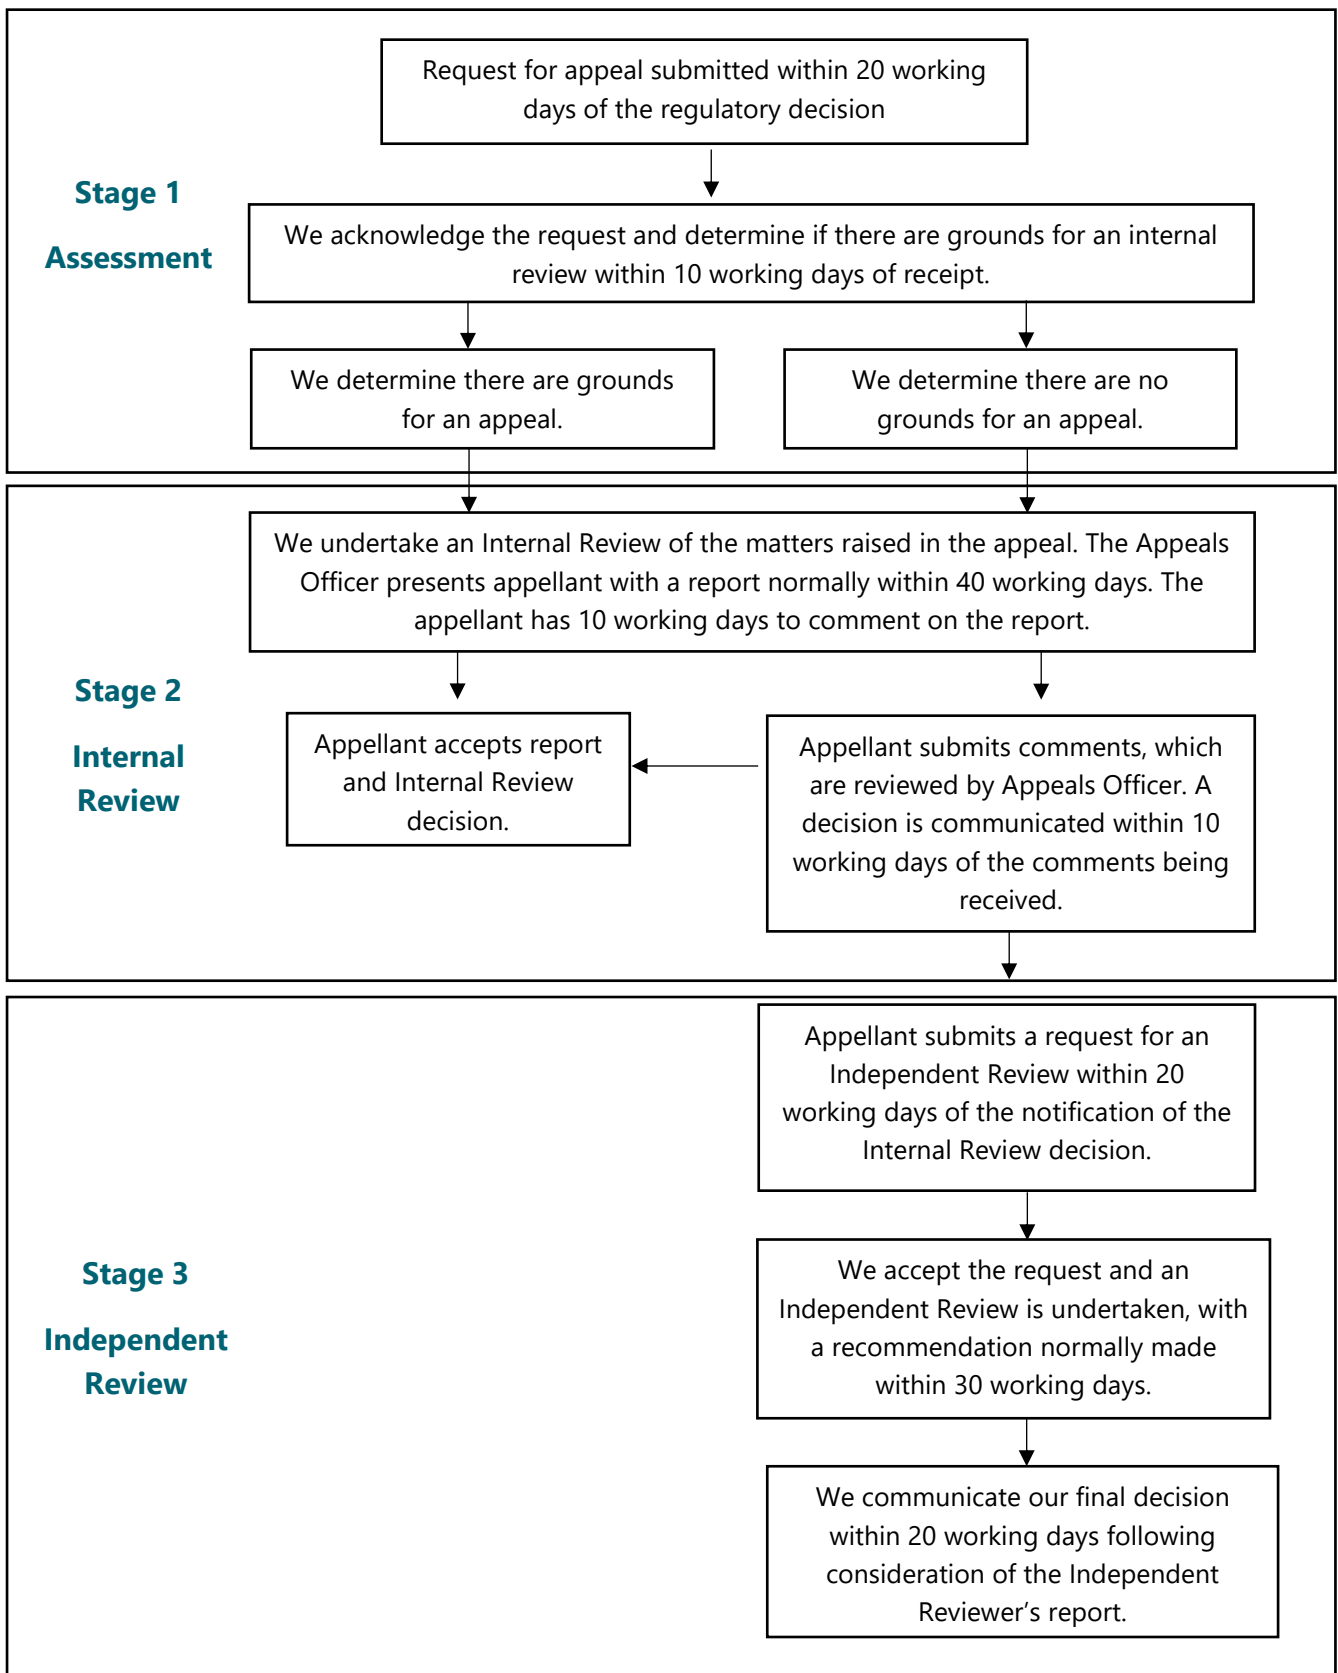 Request for appeal submitted within 20 working
days of the regulatory decision
Stage 1
Assessment
We acknowledge the request and determine if there are grounds for an internal
review within 10 working days of receipt.
We determine there are grounds
for an appeal.
We determine there are no
grounds for an appeal.
We undertake an Internal Review of the matters raised in the appeal. The Appeals
Officer presents appellant with a report normally within 40 working days. The
appellant has 10 working days to comment on the report.
Stage 2
Internal
Review
Appellant accepts report
and Internal Review
decision.
Appellant submits comments, which
are reviewed by Appeals Officer. A
decision is communicated within 10
working days of the comments being
received.
Appellant submits a request for an
Independent Review within 20
working days of the notification of the
Internal Review decision.
Stage 3
Independent
Review
We accept the request and an
Independent Review is undertaken, with
a recommendation normally made
within 30 working days.
We communicate our final decision
within 20 working days following
consideration of the Independent
Reviewer’s report.